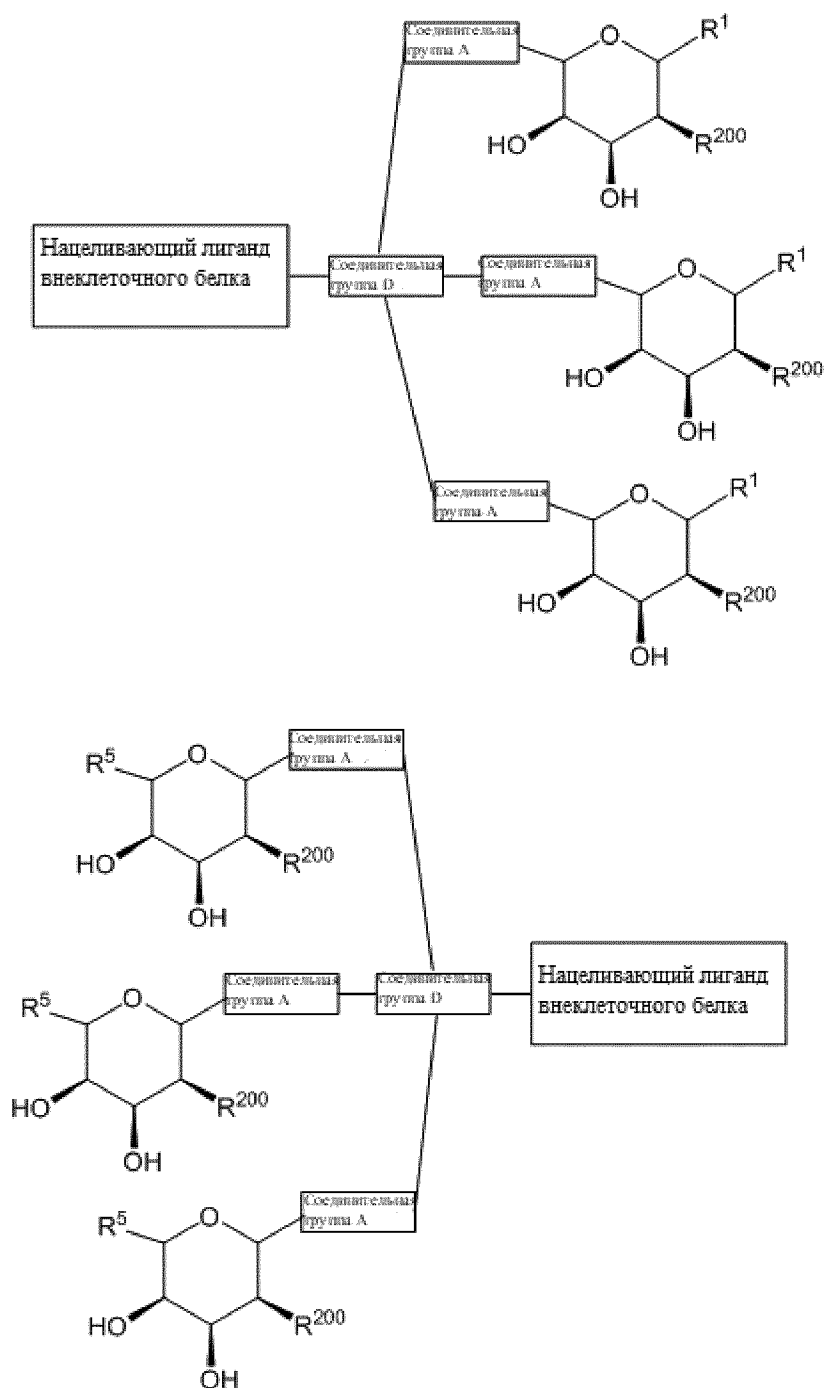 Соединительная
группа А
O
R¹
HO
R²⁰⁰
OH
Нацеливающий лиганд
внеклеточного белка
Соединительная
группа D
Соединительная
группа А
O
R¹
HO
R²⁰⁰
OH
Соединительная
группа А
O
R¹
HO
R²⁰⁰
OH
Соединительная
группа А
R⁵
O
HO
R²⁰⁰
OH
Соединительная
группа А
Соединительная
группа D
Нацеливающий лиганд
внеклеточного белка
R⁵
O
HO
R²⁰⁰
OH
Соединительная
группа А
R⁵
O
HO
R²⁰⁰
OH